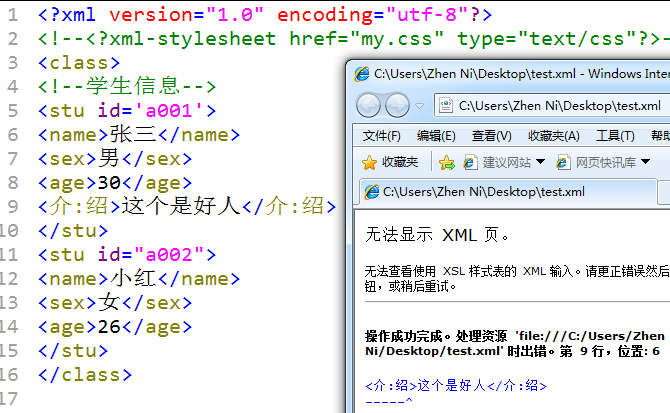 1 <?xml version="1.0" encoding="utf-8"?>
2 <!--<?xml-stylesheet href="my.css" type="text/css"?>-
3 <class>
4 <!--学生信息-->
5 <stu id='a001'>
6 <name>张三</name>
7 <sex>男</sex>
8 <age>30</age>
9 <介:绍>这个是好人</介:绍>
10 </stu>
11 <stu id="a002">
12 <name>小红</name>
13 <sex>女</sex>
14 <age>26</age>
15 </stu>
16 </class>
17
C:\Users\Zhen Ni\Desktop\test.xml - Windows Inter
C:\Users\Zhen Ni\Desktop\test.xml
文件(F) 编辑(E) 查看(V) 收藏夹(A) 工具(T) 帮助
收藏夹 建议网站 网页快讯库
C:\Users\Zhen Ni\Desktop\test.xml
无法显示 XML 页。
无法查看使用 XSL 样式表的 XML 输入。请更正错误然后
钮，或稍后重试。
操作成功完成。处理资源 'file:///C:/Users/Zhen
Ni/Desktop/test.xml' 时出错。第 9 行，位置: 6
<介:绍>这个是好人</介:绍>
-----^